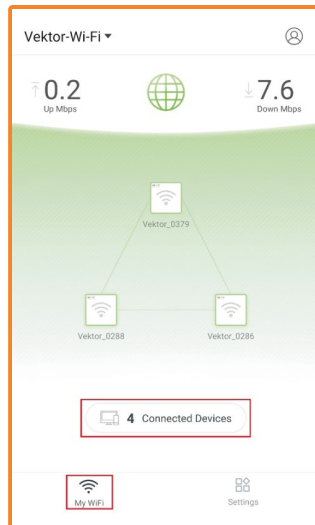 Vektor-Wi-Fi
0.2
Up Mbps
7.6
Down Mbps
Vektor_0379
Vektor_0288
Vektor_0286
4 Connected Devices
My WiFi
Settings